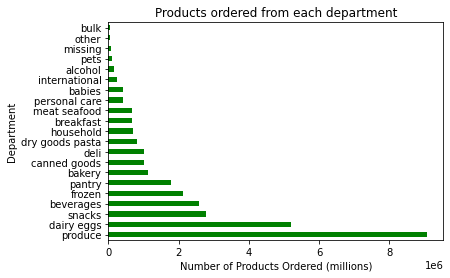 Products ordered from each department
bulk
other
missing
pets
alcohol
international
babies
personal care
meat seafood
breakfast
household
dry goods pasta
deli
canned goods
bakery
pantry
frozen
beverages
snacks
dairy eggs
produce
Department
0 2 4 6 8
1e6
Number of Products Ordered (millions)